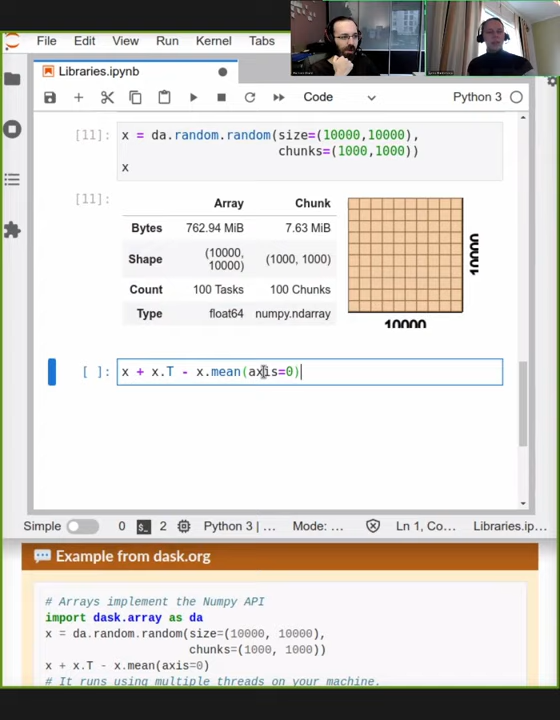 File Edit Run Kernel Tabs
Libraries.ipynb
Code Python 3
[11]: x = da.random.random(size=(10000,10000),
chunks=(1000,1000))
x
[11]:
Array Chunk
Bytes 762.94 MiB 7.63 MiB
Shape (10000, 10000) (1000, 1000)
Count 100 Tasks 100 Chunks
Type float64 numpy.ndarray
10000
10000
[ ]: x + x.T - x.mean(axis=0)
Simple 0 2 Python 3 | ... Mode: ... Ln 1, Co... Libraries.ip...
Example from dask.org
# Arrays implement the Numpy API
import dask.array as da
x = da.random.random(size=(10000, 10000),
chunks=(1000, 1000))
x + x.T - x.mean(axis=0)
# It runs using multiple threads on your machine.